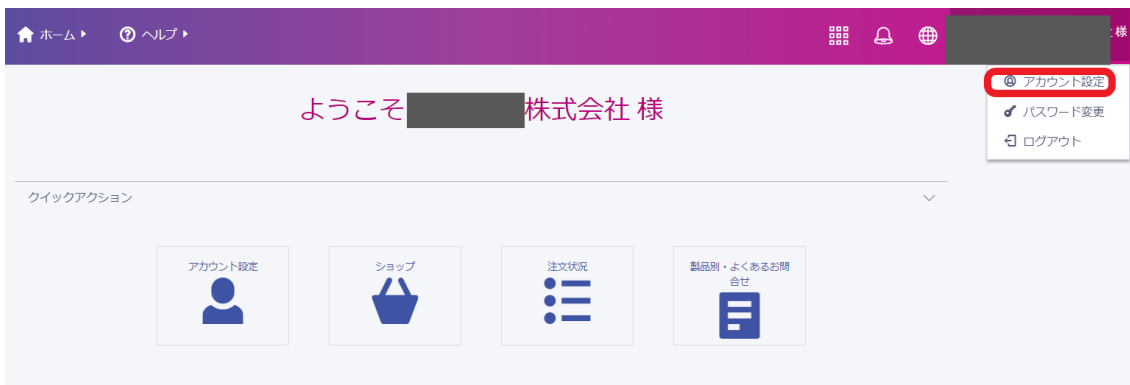 ホーム
ヘルプ
様
アカウント設定
パスワード変更
ログアウト
ようこそ 株式会社 様
クイックアクション
アカウント設定
ショップ
注文状況
製品別・よくあるお問
合せ